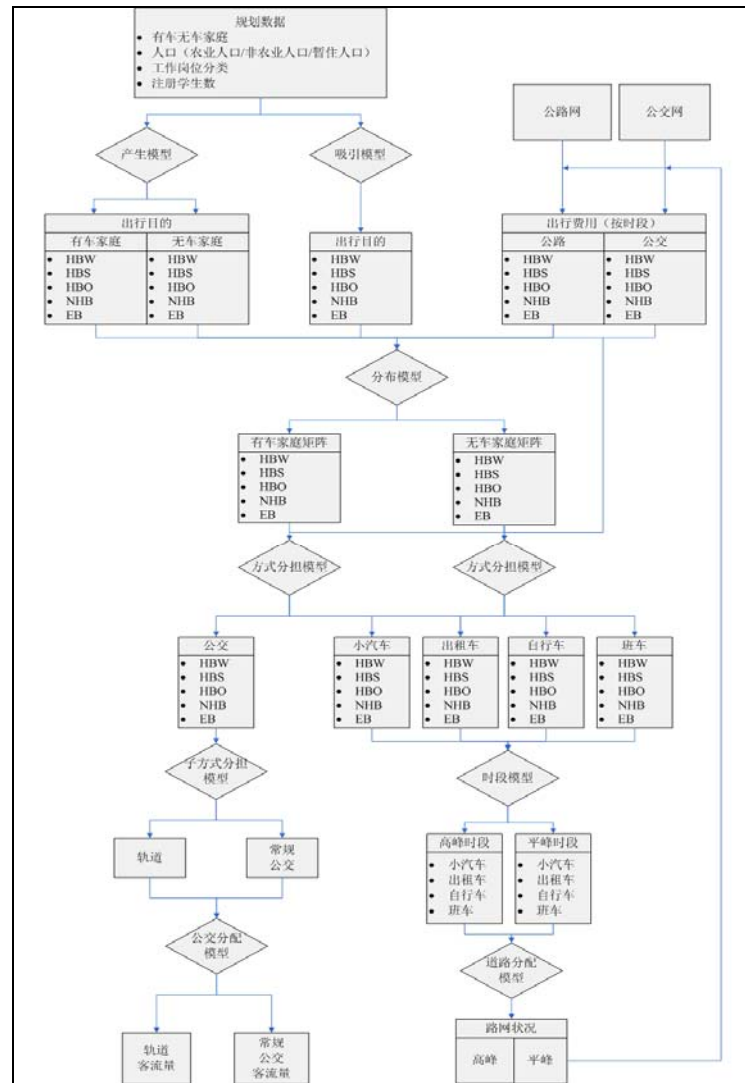 规划数据
有车无车家庭
人口（农业人口/非农业人口/暂住人口）
工作岗位分类
注册学生数
公路网
公交网
产生模型
吸引模型
出行目的
有车家庭
无车家庭
HBW
HBS
HBO
NHB
EB
HBW
HBS
HBO
NHB
EB
出行目的
HBW
HBS
HBO
NHB
EB
出行费用（按时段）
公路
公交
HBW
HBS
HBO
NHB
EB
HBW
HBS
HBO
NHB
EB
分布模型
有车家庭矩阵
HBW
HBS
HBO
NHB
EB
无车家庭矩阵
HBW
HBS
HBO
NHB
EB
方式分担模型
方式分担模型
公交
HBW
HBS
HBO
NHB
EB
小汽车
HBW
HBS
HBO
NHB
EB
出租车
HBW
HBS
HBO
NHB
EB
自行车
HBW
HBS
HBO
NHB
EB
班车
HBW
HBS
HBO
NHB
EB
子方式分担
模型
时段模型
轨道
常规
公交
高峰时段
小汽车
出租车
自行车
班车
平峰时段
小汽车
出租车
自行车
班车
公交分配
模型
道路分配
模型
轨道
客流量
常规
公交
客流量
路网状况
高峰
平峰